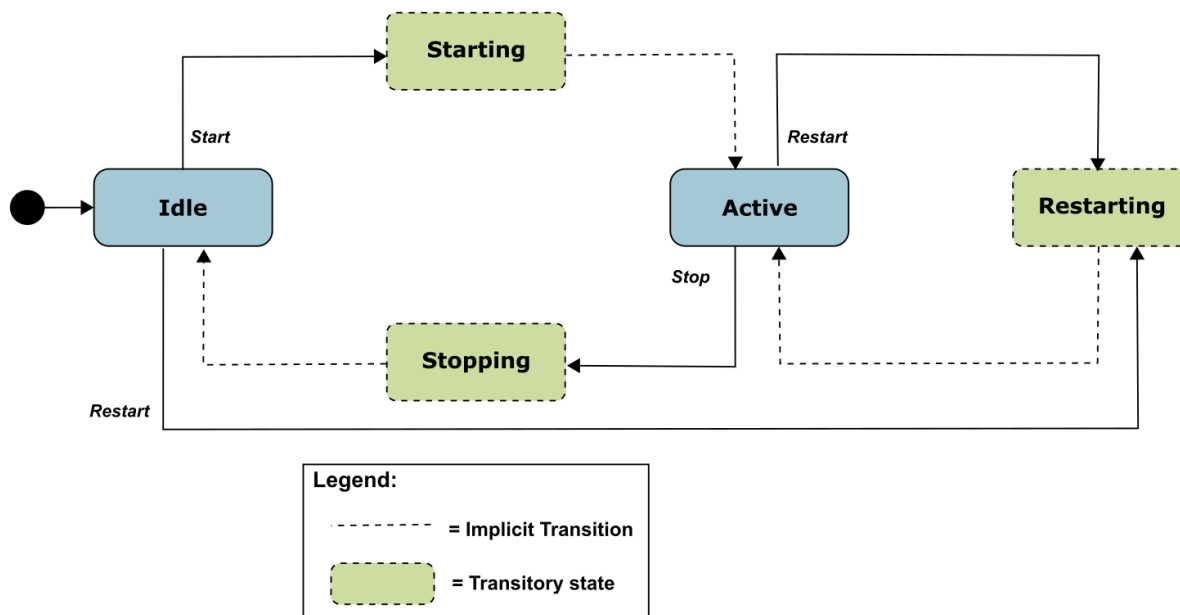 Starting
Start
Restart
Idle
Active
Restarting
Stop
Stopping
Restart
Legend:
= Implicit Transition
= Transitory state